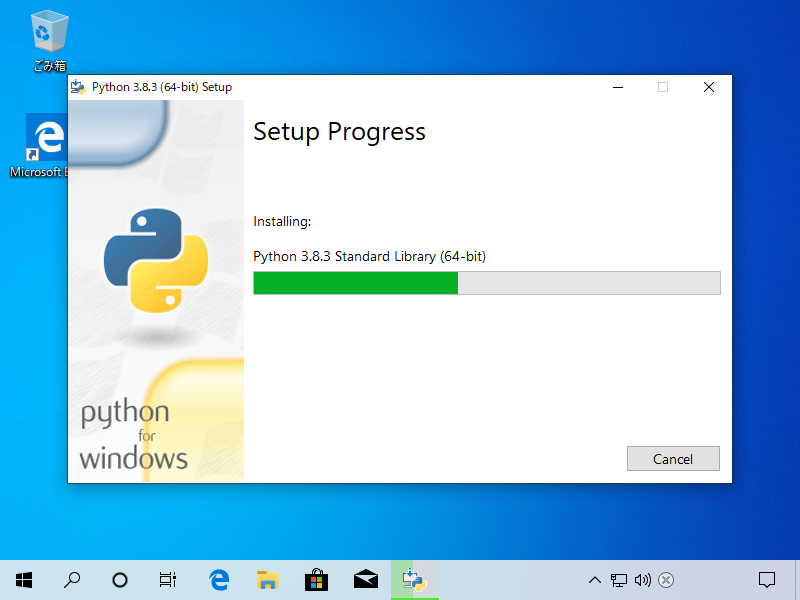 ごみ箱
Microsoft E
Python 3.8.3 (64-bit) Setup
Setup Progress
Installing:
Python 3.8.3 Standard Library (64-bit)
python
for
windows
Cancel